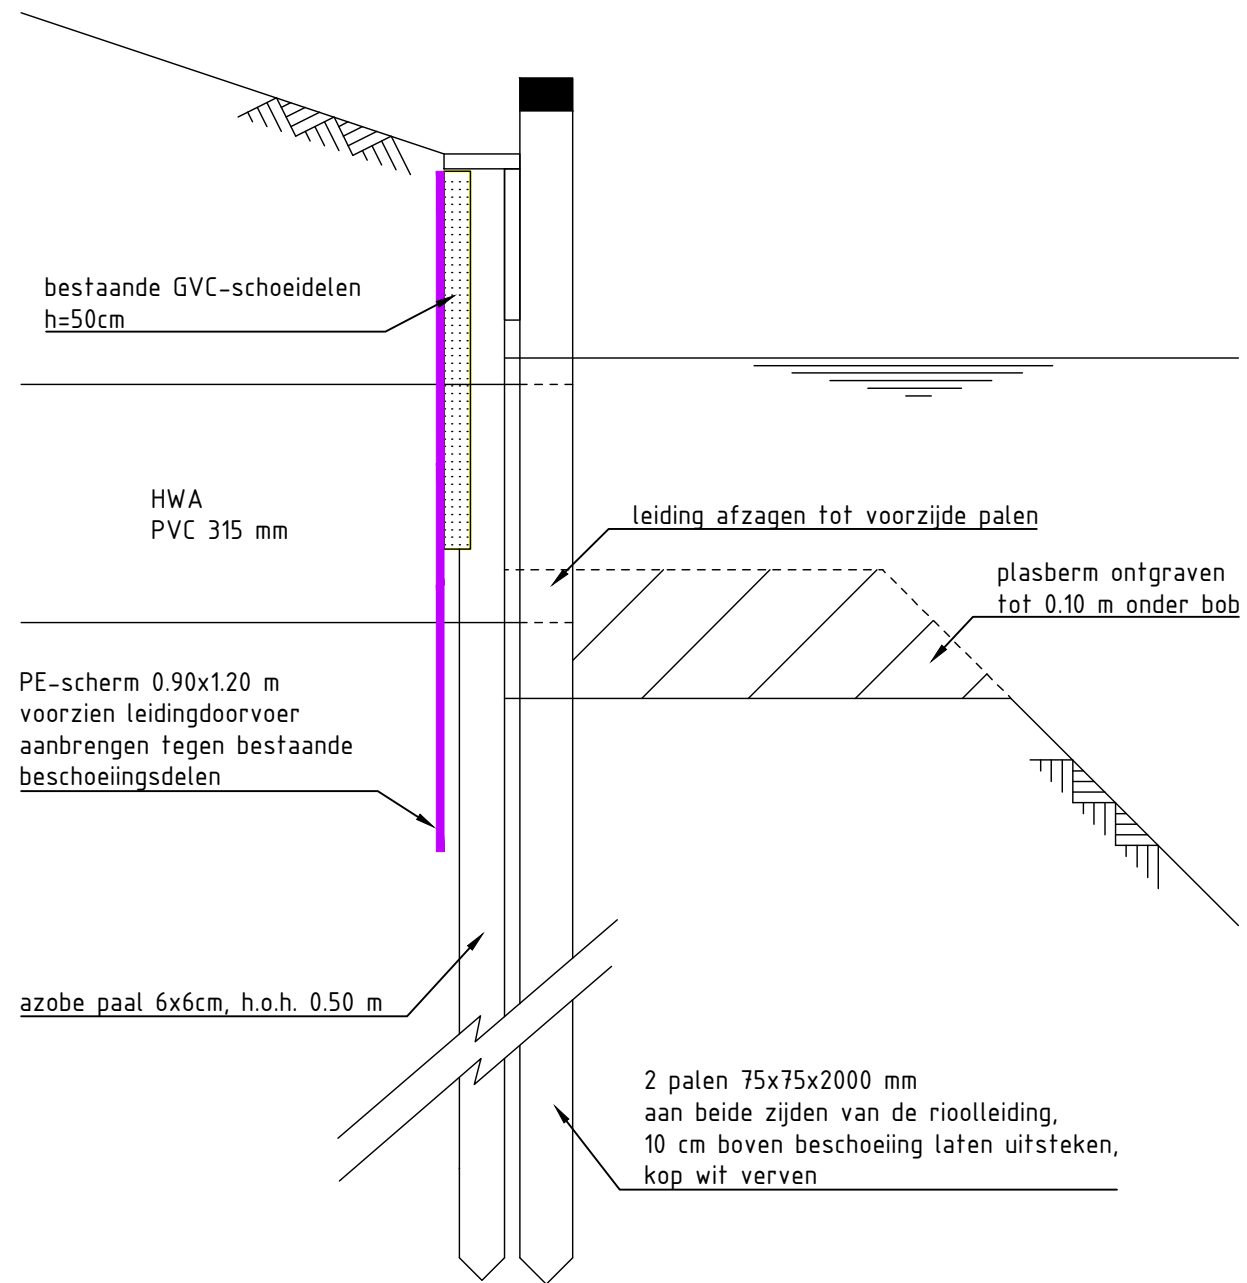 bestaande GVC-schoeidelen
h=50cm
HWA
PVC 315 mm
leiding afzagen tot voorzijde palen
plasberm ontgraven
tot 0.10 m onder bob
PE-scherm 0.90x1.20 m
voorzien leidingdoorvoer
aanbrengen tegen bestaande
beschoeiingsdelen
azobe paal 6x6cm, h.o.h. 0.50 m
2 palen 75x75x2000 mm
aan beide zijden van de rioolleiding,
10 cm boven beschoeiing laten uitsteken,
kop wit verven